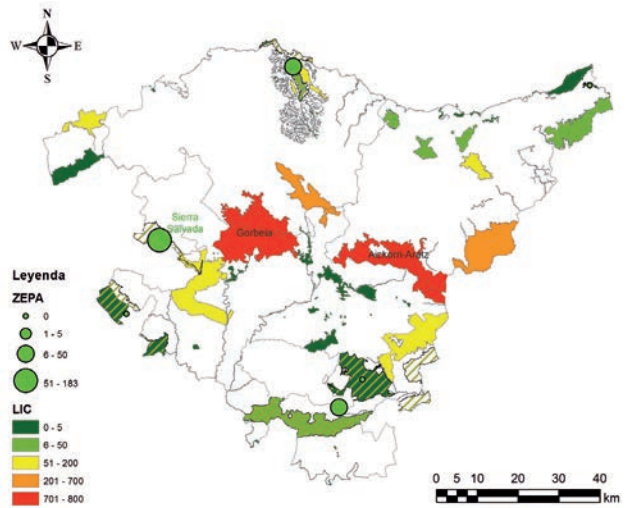 N
W E
S
Sierra
Salvada
Gorbeia
Aizkorri-Aratz
Leyenda
ZEPA
0
1 - 5
6 - 50
51 - 183
LIC
0 - 5
6 - 50
51 - 200
201 - 700
701 - 800
0 5 10 20 30 40
km